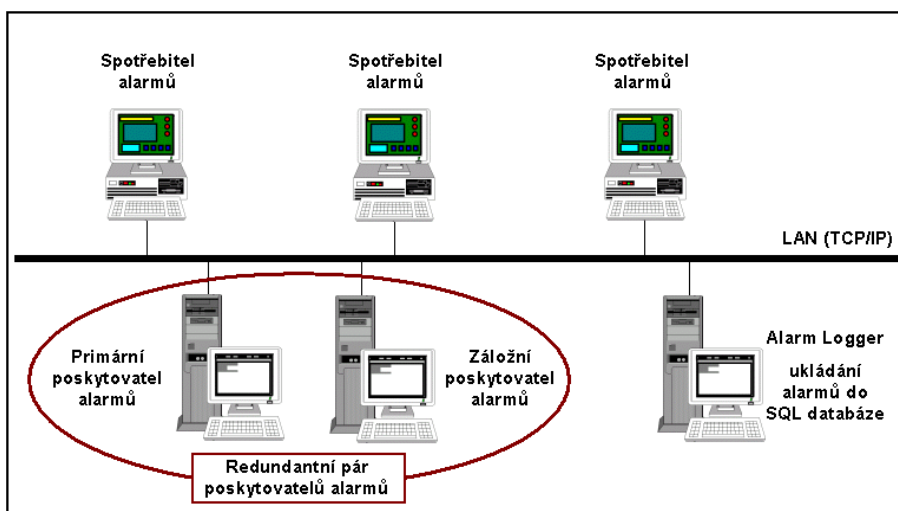 Spotřebitel
alarmů
Spotřebitel
alarmů
Spotřebitel
alarmů
LAN (TCP/IP)
Primární
poskytovatel
alarmů
Záložní
poskytovatel
alarmů
Alarm Logger
ukládání
alarmů do
SQL databáze
Redundantní pár
poskytovatelů alarmů